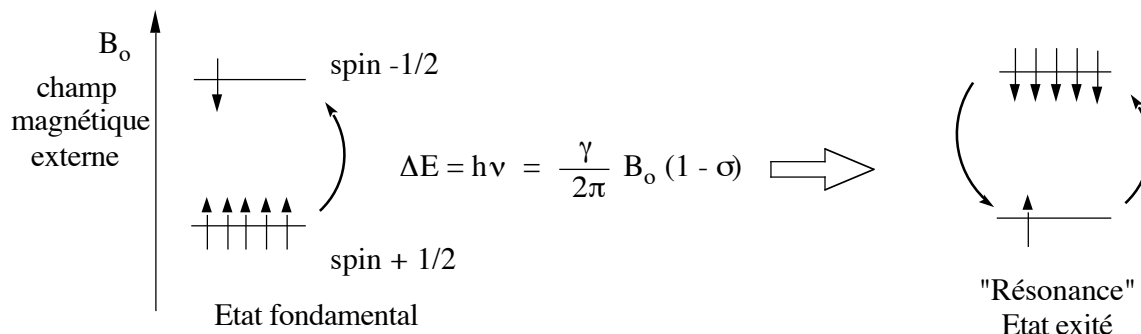 Bo
champ
magnétique
externe
spin -1/2
ΔE = hν = γ/2π Bo (1 - σ)
spin + 1/2
Etat fondamental
"Résonance"
Etat exité